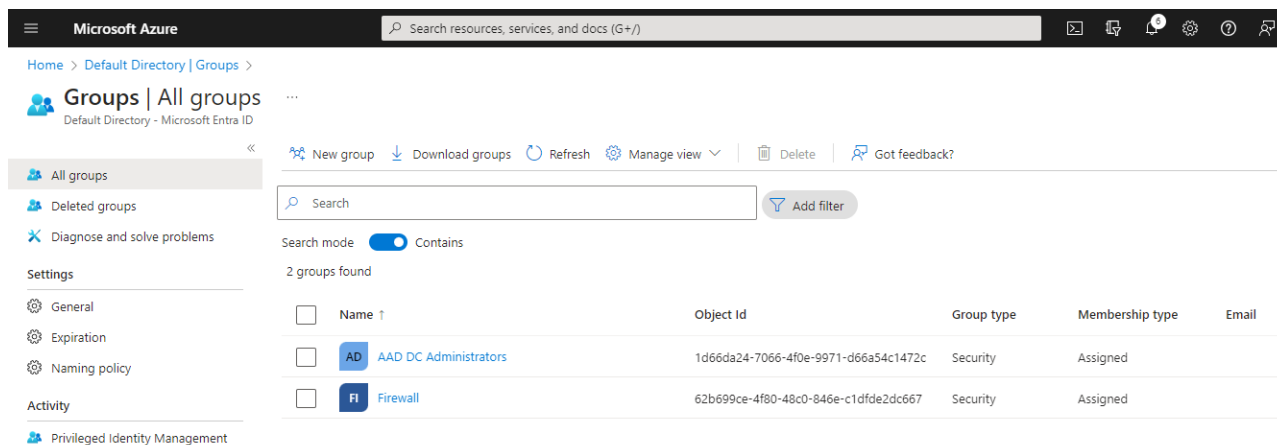 Microsoft Azure
Search resources, services, and docs (G+/)
6
Home > Default Directory | Groups >
Groups | All groups ...
Default Directory - Microsoft Entra ID
«
New group Download groups Refresh Manage view Delete Got feedback?
All groups
Deleted groups
Diagnose and solve problems
Settings
General
Expiration
Naming policy
Activity
Privileged Identity Management
Search
Add filter
Search mode Contains
2 groups found
Name ↑ Object Id Group type Membership type Email
AD AAD DC Administrators 1d66da24-7066-4f0e-9971-d66a54c1472c Security Assigned
FI Firewall 62b699ce-4f80-48c0-846e-c1dfde2dc667 Security Assigned